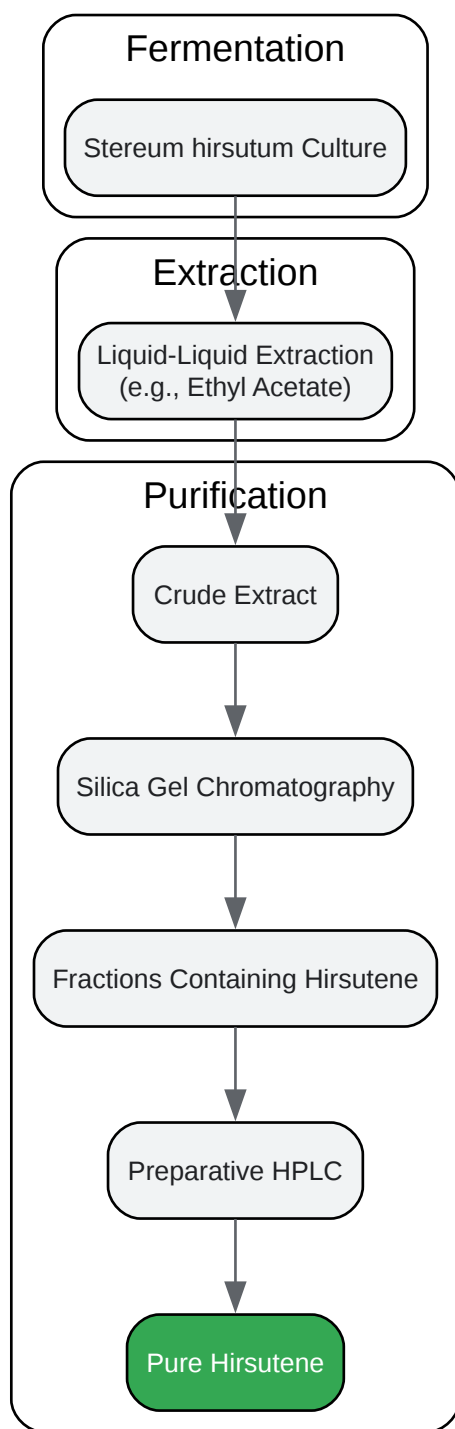 Fermentation
Stereum hirsutum Culture
Extraction
Liquid-Liquid Extraction
(e.g., Ethyl Acetate)
Purification
Crude Extract
Silica Gel Chromatography
Fractions Containing Hirsutene
Preparative HPLC
Pure Hirsutene